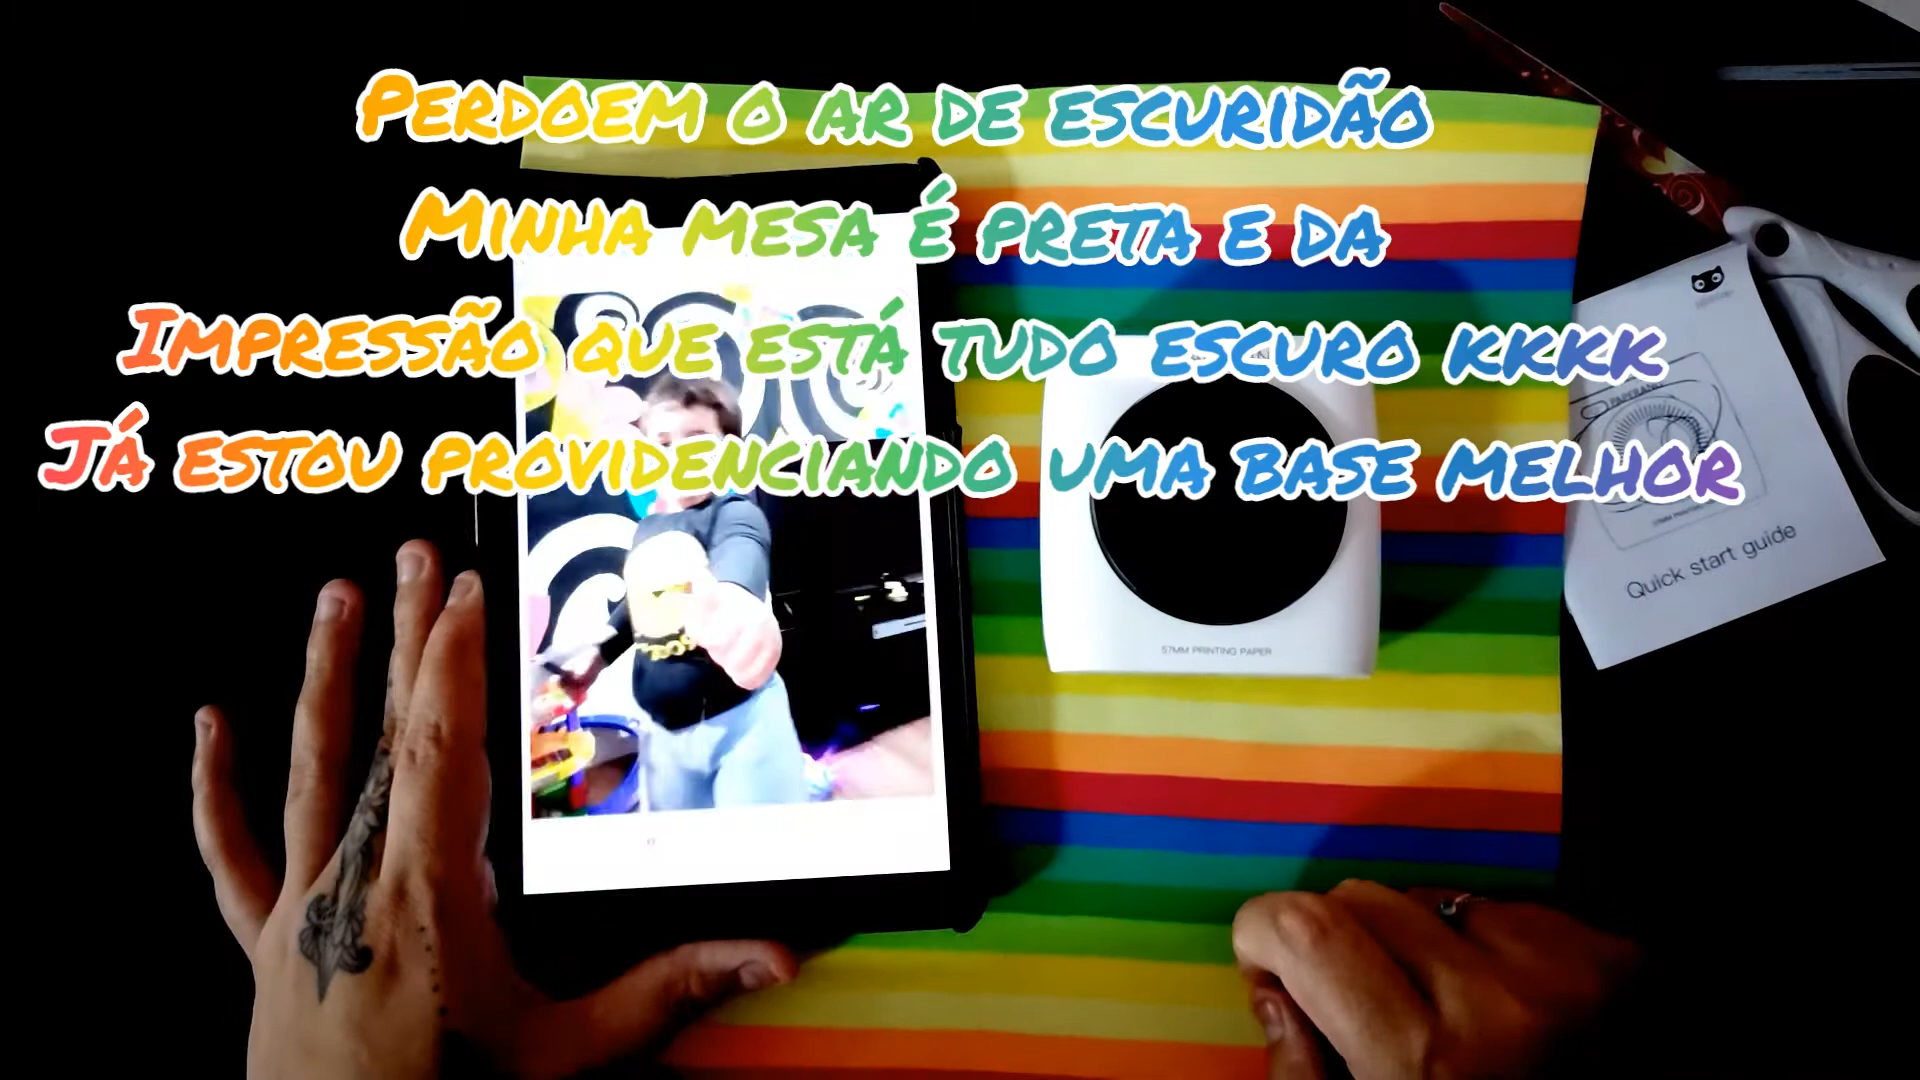 Perdoem o ar de escuridão
Minha mesa é preta e da
Impressão que está tudo escuro kkkk
Já estou providenciando uma base melhor
57MM PRINTING PAPER
PAPERANG
Quick start guide